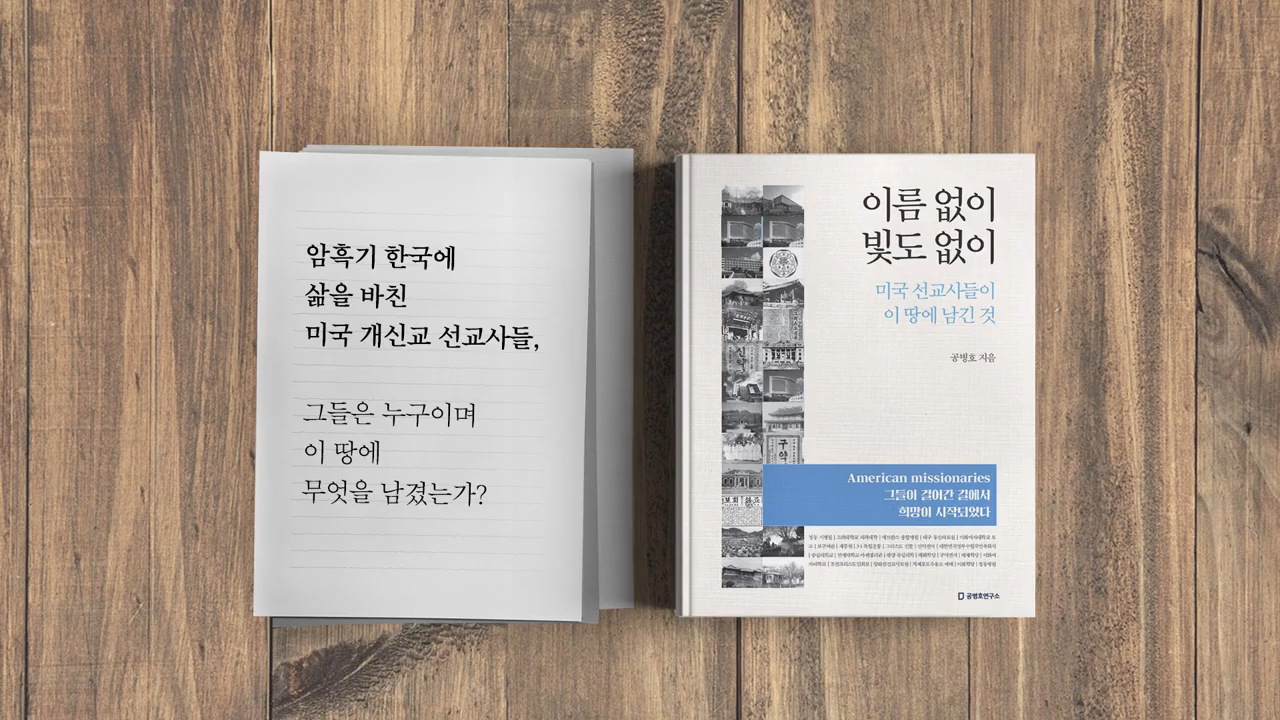 암흑기 한국에
삶을 바친
미국 개신교 선교사들,
그들은 누구이며
이 땅에
무엇을 남겼는가?
이름 없이
빛도 없이
미국 선교사들이
이 땅에 남긴 것
공병호 지음
신약
구약
American missionaries
그들이 걸어간 길에서
희망이 시작되었다
공병호연구소